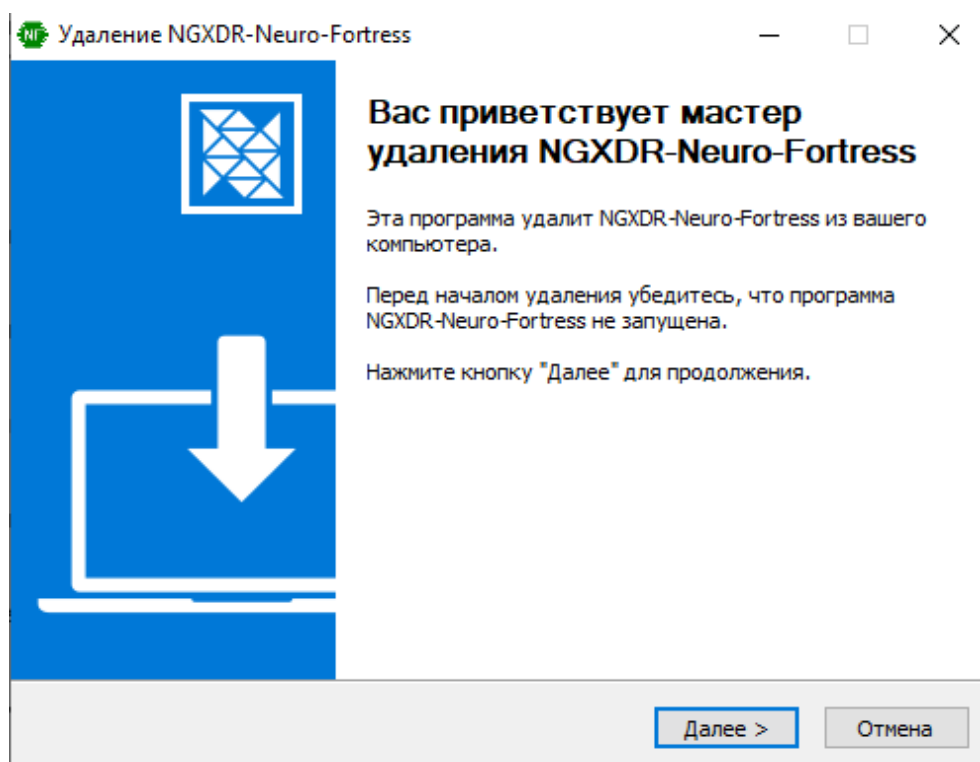 NF Удаление NGXDR-Neuro-Fortress
Вас приветствует мастер
удаления NGXDR-Neuro-Fortress
Эта программа удалит NGXDR-Neuro-Fortress из вашего
компьютера.
Перед началом удаления убедитесь, что программа
NGXDR-Neuro-Fortress не запущена.
Нажмите кнопку "Далее" для продолжения.
Далее >
Отмена